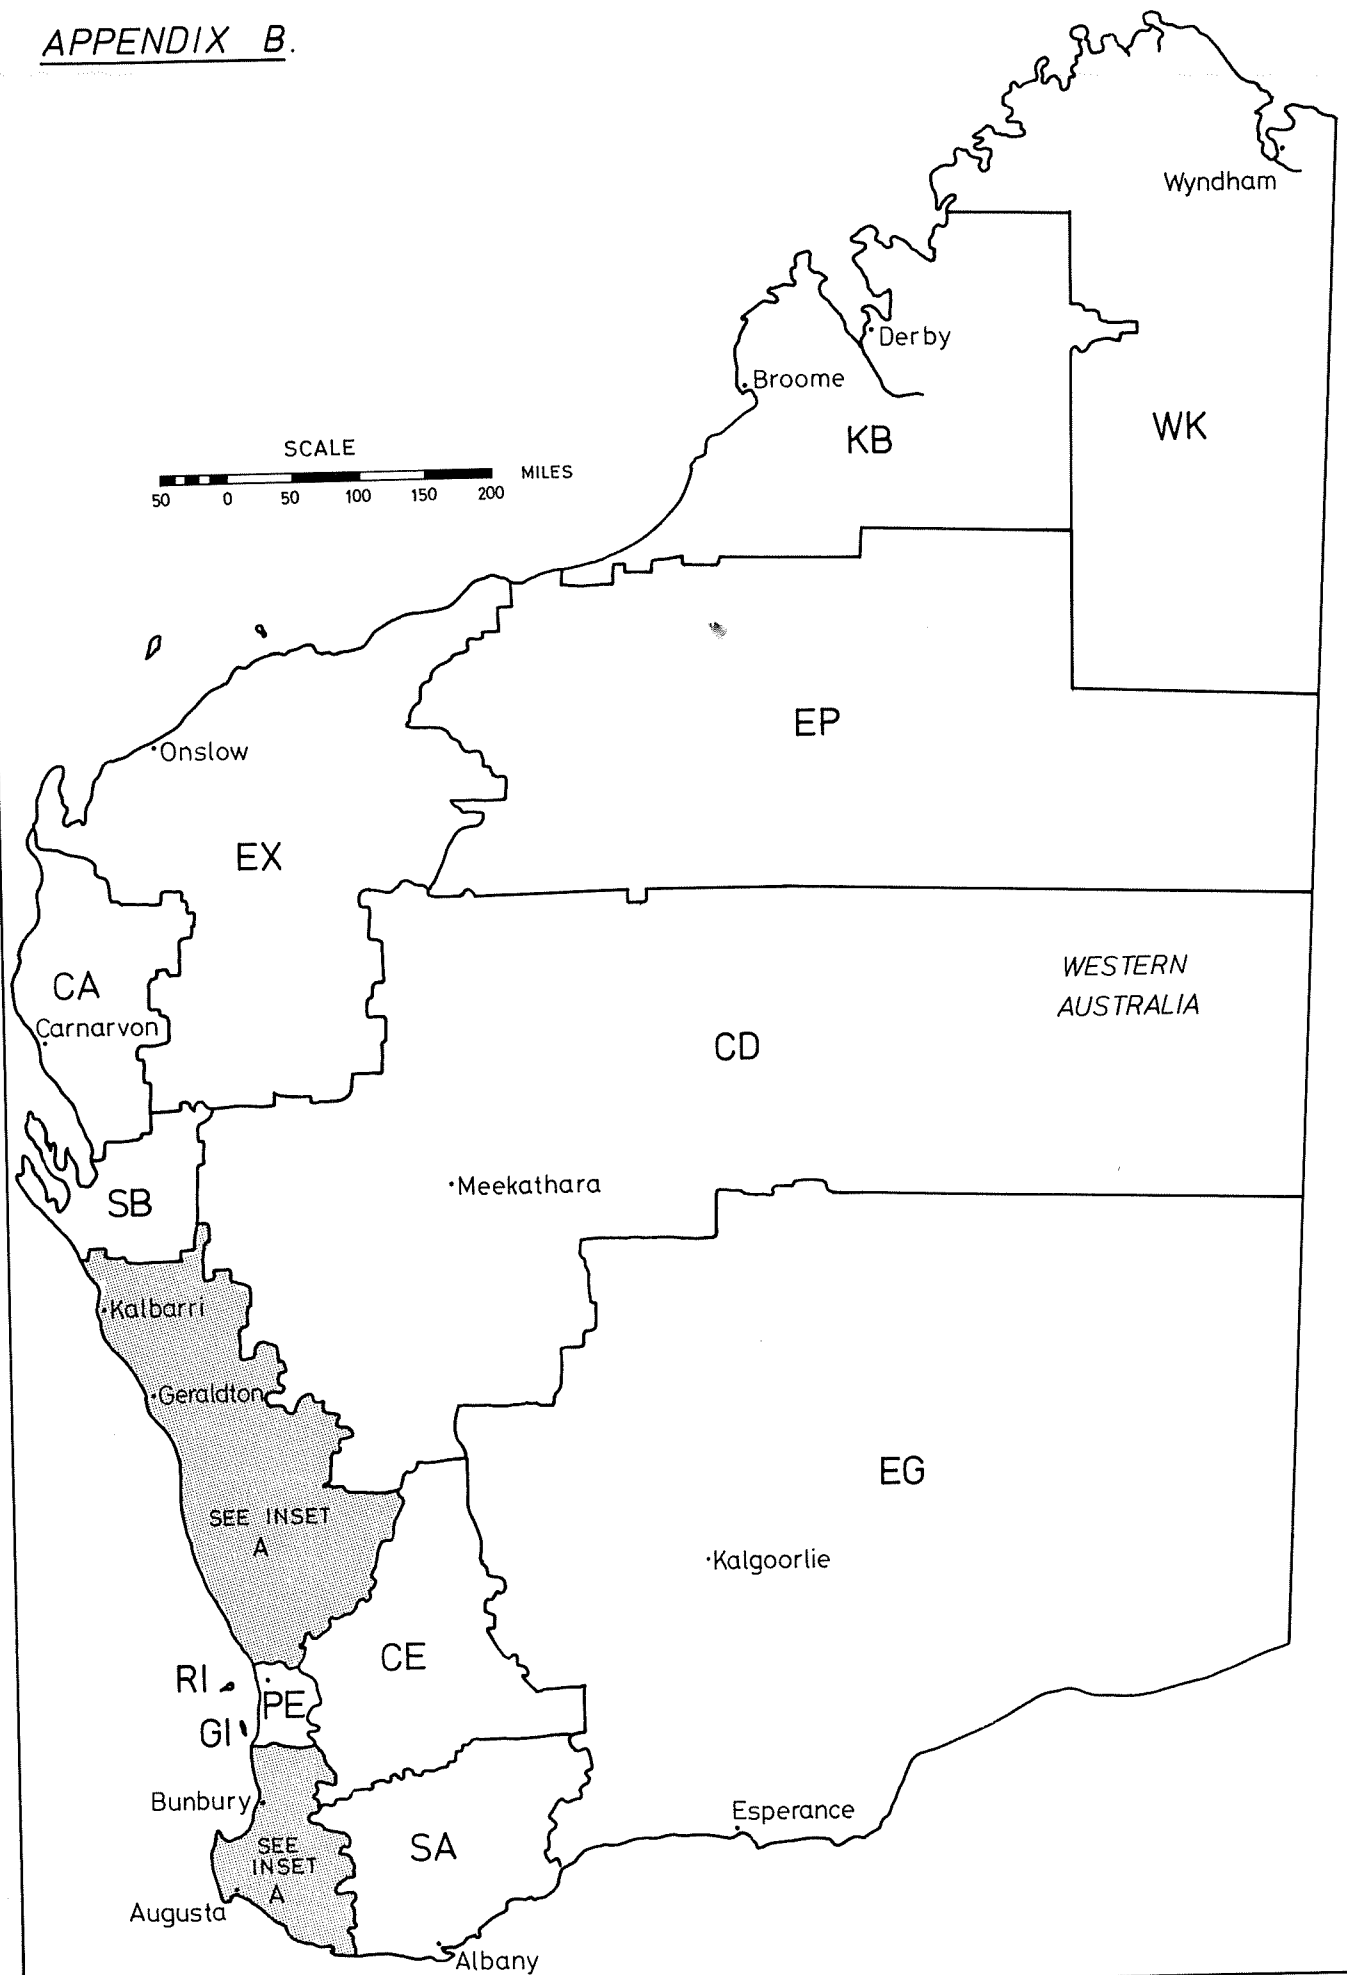 APPENDIX B.
Wyndham
Derby
Broome
KB
WK
SCALE
MILES
50 0 50 100 150 200
EP
Onslow
EX
WESTERN
AUSTRALIA
CA
Carnarvon
CD
Meekathara
SB
Kalbarri
Geraldton
EG
SEE INSET
A
Kalgoorlie
CE
RI
PE
GI
Bunbury
Esperance
SEE
INSET
A
SA
Augusta
Albany